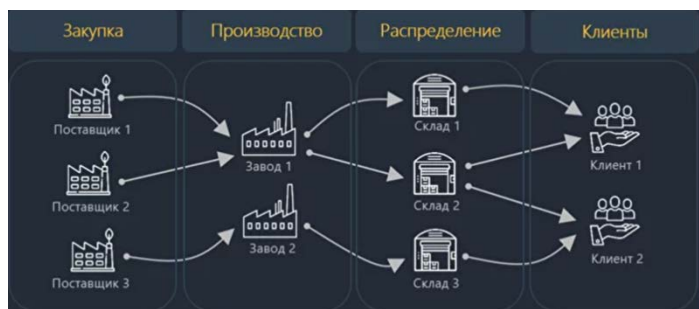 Закупка
Производство
Распределение
Клиенты
Поставщик 1
Поставщик 2
Поставщик 3
Завод 1
Завод 2
Склад 1
Склад 2
Склад 3
Клиент 1
Клиент 2